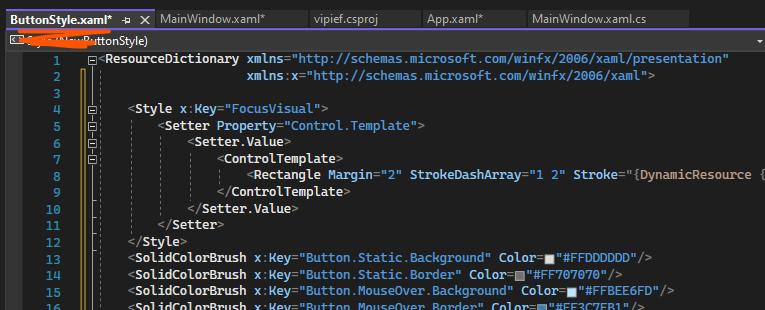 ButtonStyle.xaml* MainWindow.xaml* vipief.csproj App.xaml* MainWindow.xaml.cs
Style (NewButtonStyle)
1 <ResourceDictionary xmlns="http://schemas.microsoft.com/winfx/2006/xaml/presentation"
2 xmlns:x="http://schemas.microsoft.com/winfx/2006/xaml">
3
4 <Style x:Key="FocusVisual">
5 <Setter Property="Control.Template">
6 <Setter.Value>
7 <ControlTemplate>
8 <Rectangle Margin="2" StrokeDashArray="1 2" Stroke="{DynamicResource {
9 </ControlTemplate>
10 </Setter.Value>
11 </Setter>
12 </Style>
13 <SolidColorBrush x:Key="Button.Static.Background" Color="#FFDDDDDD"/>
14 <SolidColorBrush x:Key="Button.Static.Border" Color="#FF707070"/>
15 <SolidColorBrush x:Key="Button.MouseOver.Background" Color="#FFBEE6FD"/>
16 <SolidColorBrush x:Key="Button.MouseOver.Border" Color="#FF3C7FB1"/>